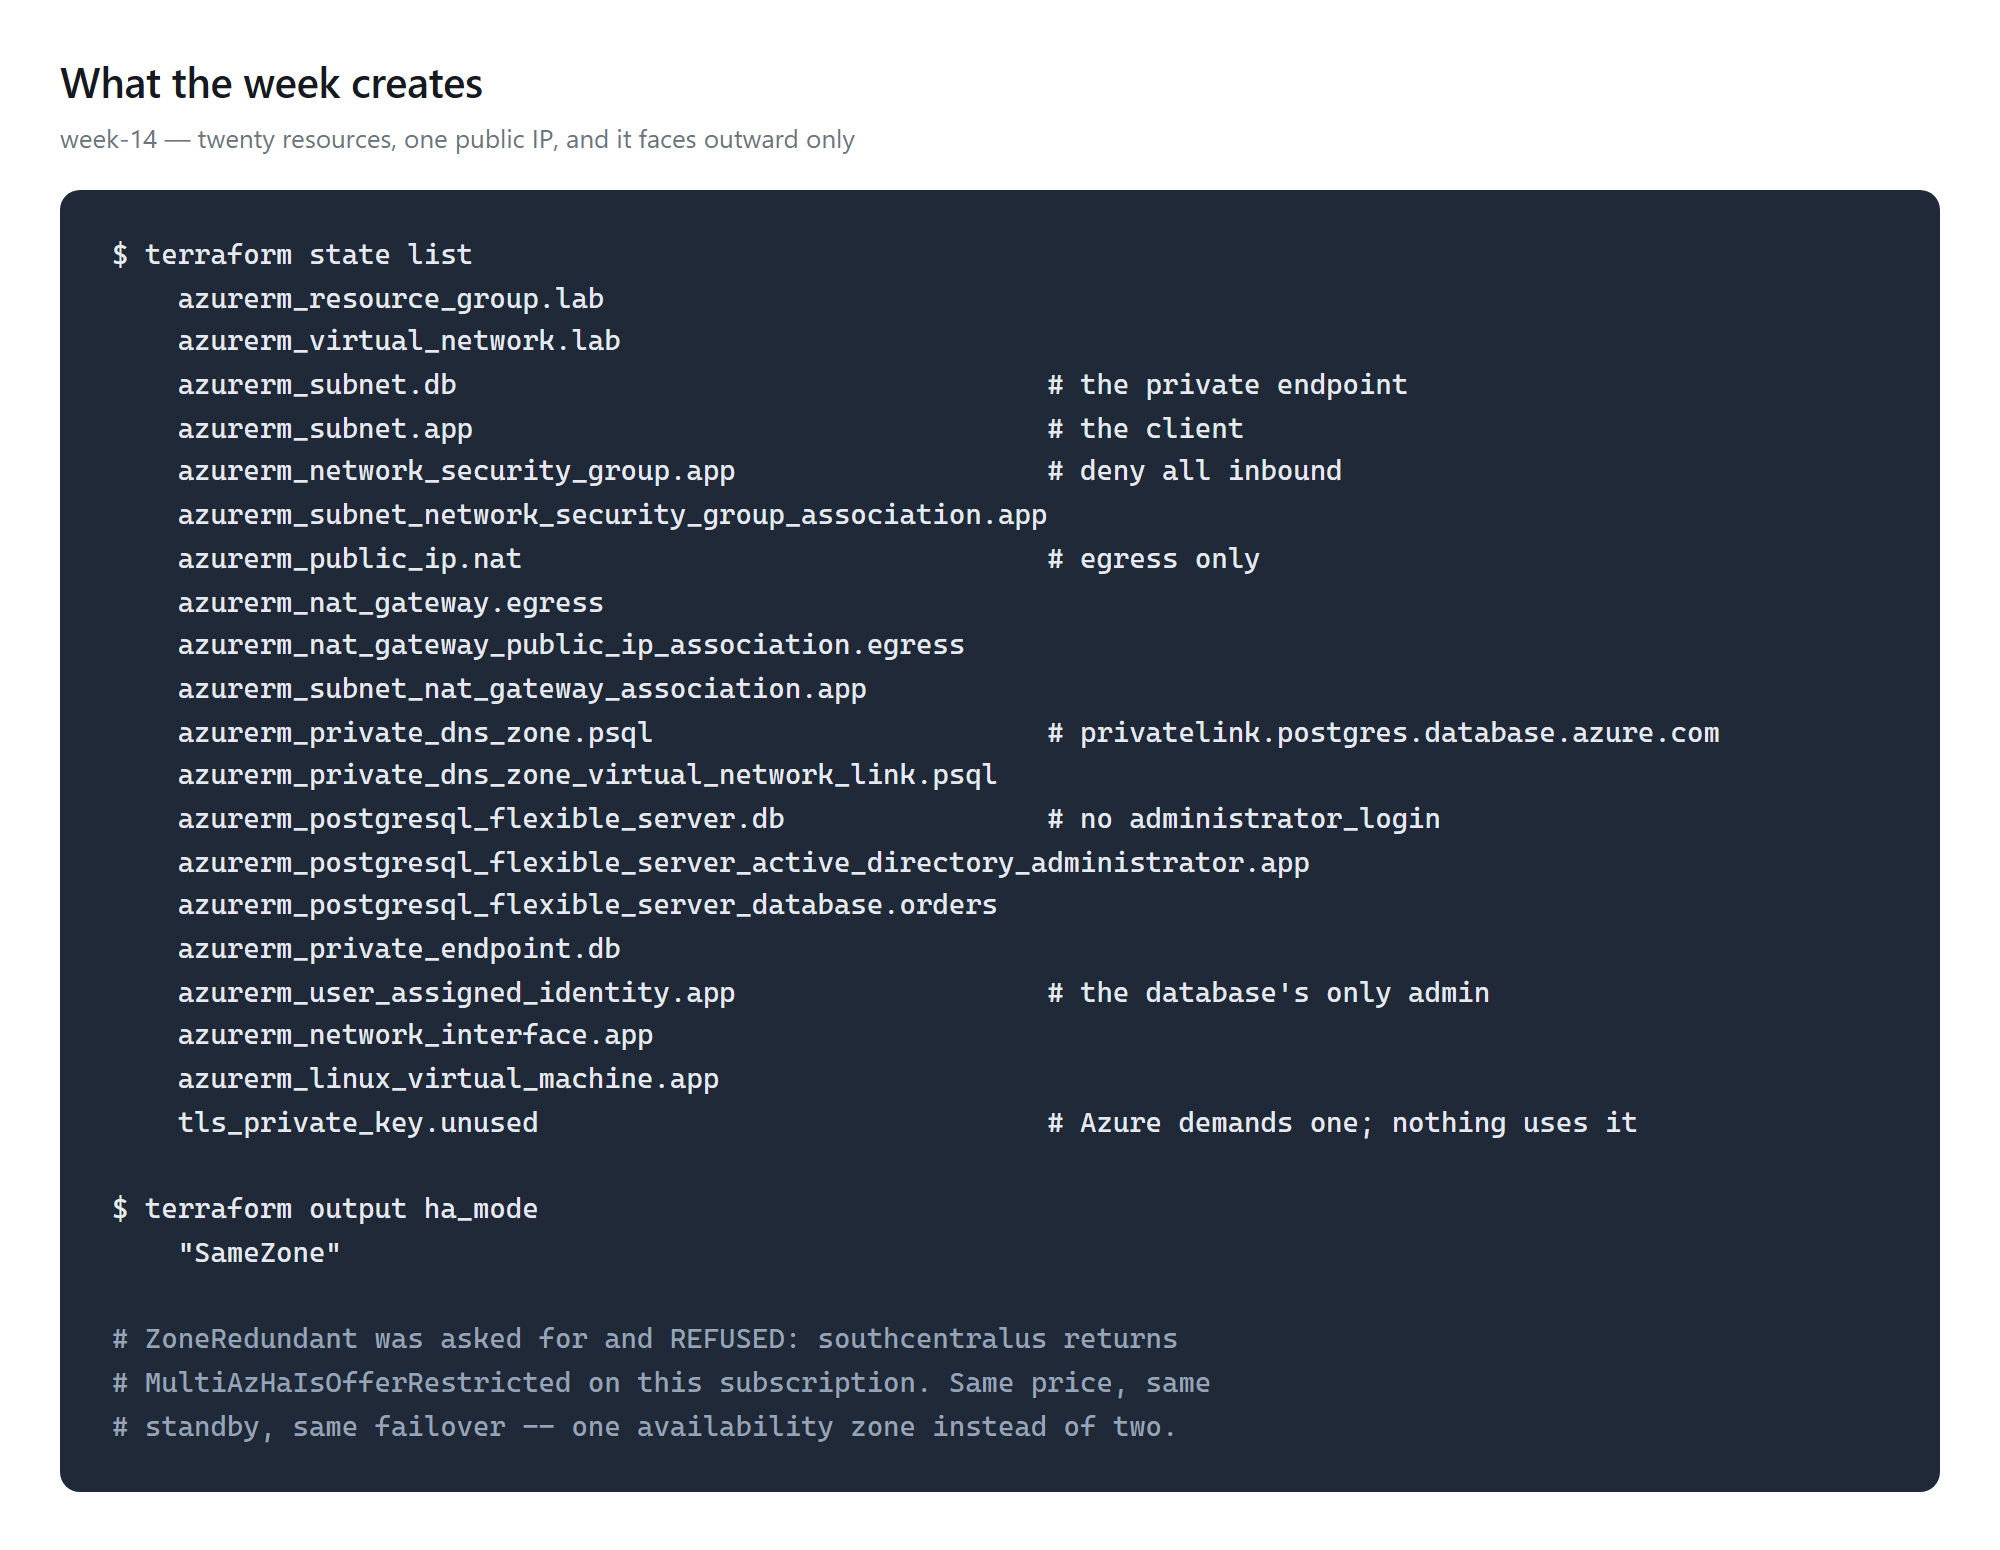 What the week creates
week-14 — twenty resources, one public IP, and it faces outward only
$ terraform state list
azurerm_resource_group.lab
azurerm_virtual_network.lab
azurerm_subnet.db # the private endpoint
azurerm_subnet.app # the client
azurerm_network_security_group.app # deny all inbound
azurerm_subnet_network_security_group_association.app
azurerm_public_ip.nat # egress only
azurerm_nat_gateway.egress
azurerm_nat_gateway_public_ip_association.egress
azurerm_subnet_nat_gateway_association.app
azurerm_private_dns_zone.psql # privatelink.postgres.database.azure.com
azurerm_private_dns_zone_virtual_network_link.psql
azurerm_postgresql_flexible_server.db # no administrator_login
azurerm_postgresql_flexible_server_active_directory_administrator.app
azurerm_postgresql_flexible_server_database.orders
azurerm_private_endpoint.db
azurerm_user_assigned_identity.app # the database's only admin
azurerm_network_interface.app
azurerm_linux_virtual_machine.app
tls_private_key.unused # Azure demands one; nothing uses it
$ terraform output ha_mode
"SameZone"
# ZoneRedundant was asked for and REFUSED: southcentralus returns
# MultiAzHaIsOfferRestricted on this subscription. Same price, same
# standby, same failover -- one availability zone instead of two.